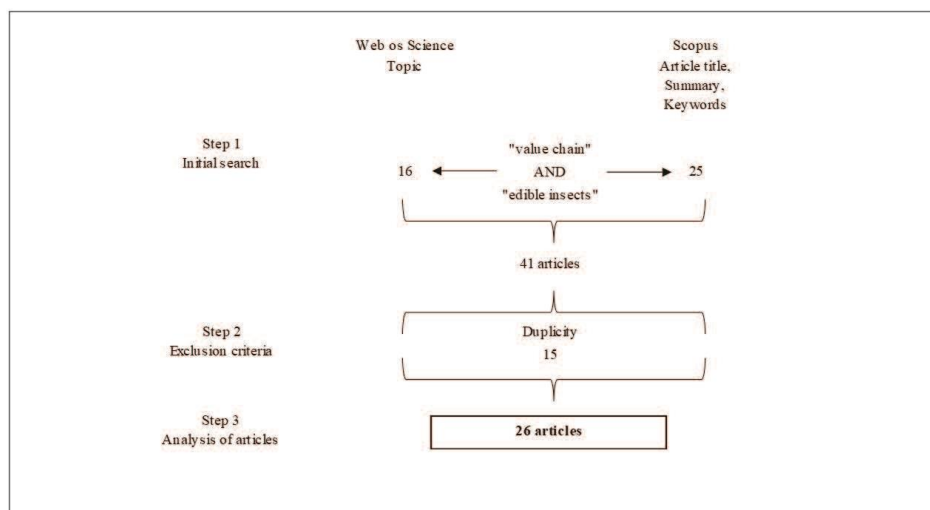 Web os Science
Topic
Scopus
Article title,
Summary,
Keywords
Step 1
Initial search
16
"value chain"
AND
"edible insects"
25
41 articles
Step 2
Exclusion criteria
Duplicity
15
Step 3
Analysis of articles
26 articles